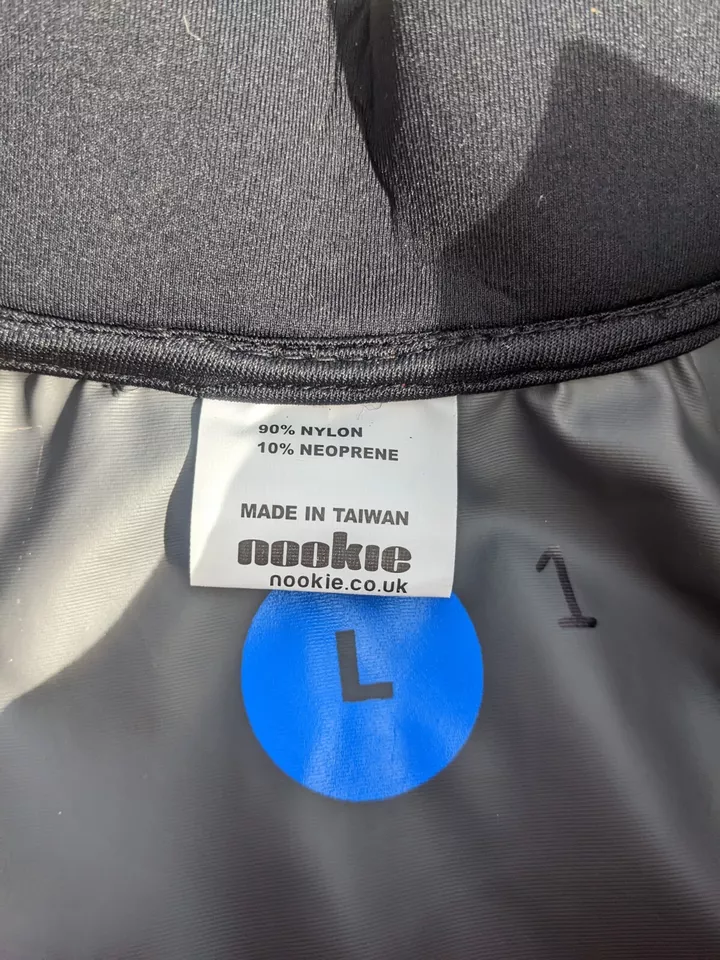 90% NYLON
10% NEOPRENE
MADE IN TAIWAN
nookie
nookie.co.uk
1
L